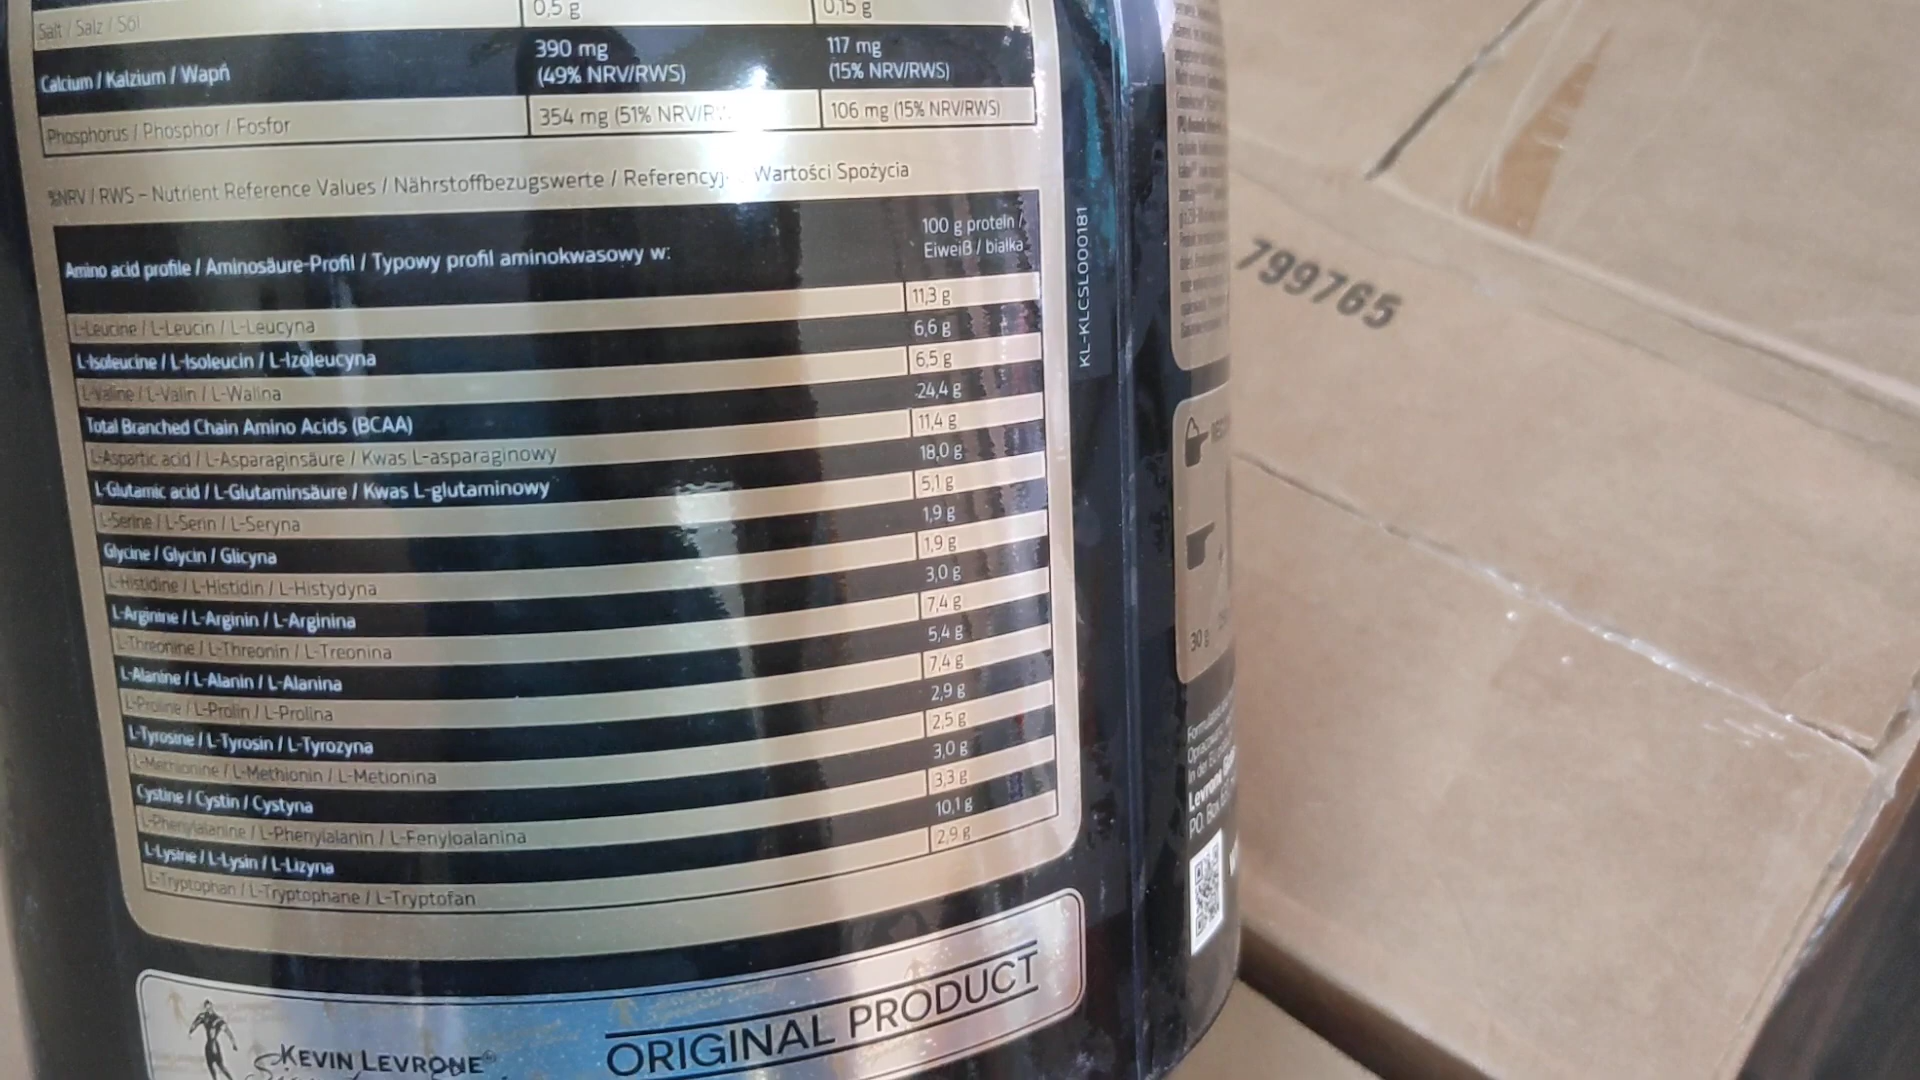 Salt / Salz / Sól 0,5 g 0,15 g
Calcium / Kalzium / Wapń 390 mg (49% NRV/RWS) 117 mg (15% NRV/RWS)
Phosphorus / Phosphor / Fosfor 354 mg (51% NRV/R 106 mg (15% NRV/RWS)
%NRV / RWS – Nutrient Reference Values / Nährstoffbezugswerte / Referencyj Wartości Spożycia
Amino acid profile / Aminosäure-Profil / Typowy profil aminokwasowy w: 100 g protein / Eiweiß / białka
L-Leucine / L-Leucin / L-Leucyna 11,3 g
L-Isoleucine / L-Isoleucin / L-Izoleucyna 6,6 g
L-Valine / L-Valin / L-Walina 6,5 g
Total Branched Chain Amino Acids (BCAA) 24,4 g
L-Aspartic acid / L-Asparaginsäure / Kwas L-asparaginowy 11,4 g
L-Glutamic acid / L-Glutaminsäure / Kwas L-glutaminowy 18,0 g
L-Serine / L-Serin / L-Seryna 5,1 g
Glycine / Glycin / Glicyna 1,9 g
L-Histidine / L-Histidin / L-Histydyna 1,9 g
L-Arginine / L-Arginin / L-Arginina 3,0 g
L-Threonine / L-Threonin / L-Treonina 7,4 g
L-Alanine / L-Alanin / L-Alanina 5,4 g
L-Proline / L-Prolin / L-Prolina 7,4 g
L-Tyrosine / L-Tyrosin / L-Tyrozyna 2,9 g
L-Methionine / L-Methionin / L-Metionina 2,5 g
Cystine / Cystin / Cystyna 3,0 g
L-Phenylalanine / L-Phenylalanin / L-Fenyloalanina 3,3 g
L-Lysine / L-Lysin / L-Lizyna 10,1 g
L-Tryptophan / L-Tryptophane / L-Tryptofan 2,9 g
KEVIN LEVRONE®
ORIGINAL PRODUCT
KL-KLCSL000181
30 g
Levrone
P.O. Box
799765